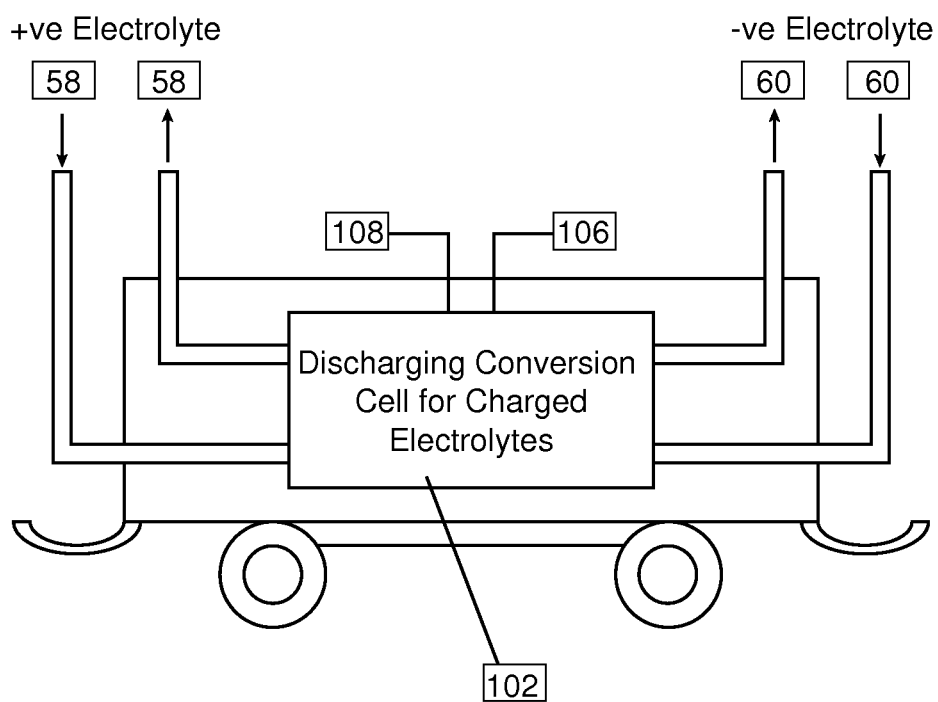 +ve Electrolyte
-ve Electrolyte
58
58
60
60
108
106
Discharging Conversion
Cell for Charged
Electrolytes
102